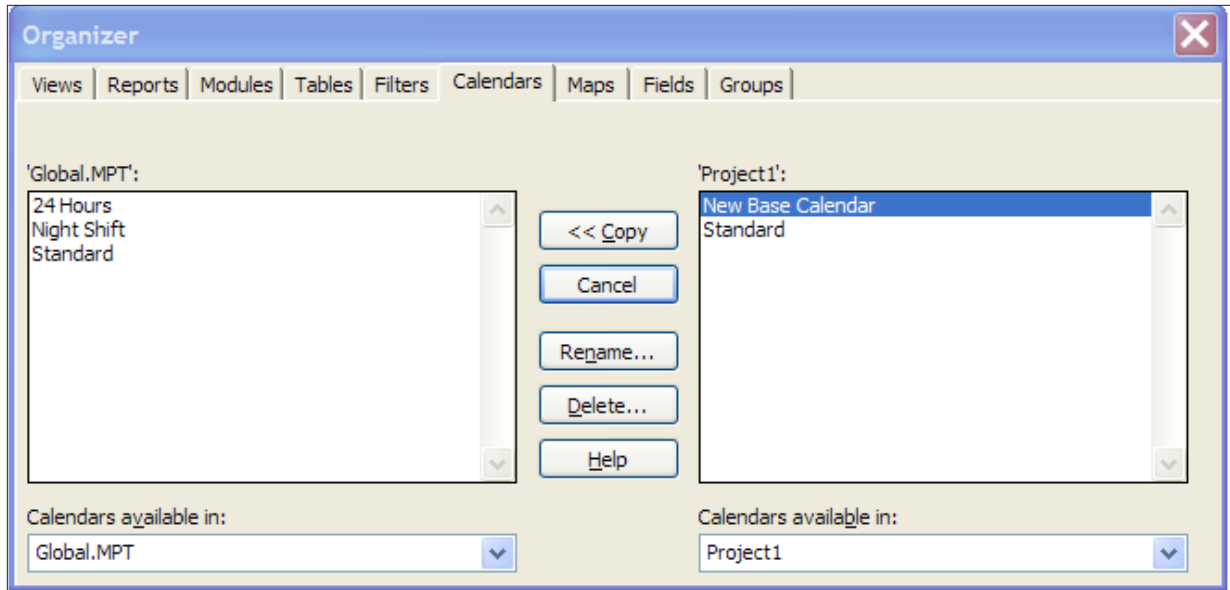 Organizer
Views Reports Modules Tables Filters Calendars Maps Fields Groups
'Global.MPT':
24 Hours
Night Shift
Standard
<< Copy
Cancel
Rename...
Delete...
Help
'Project1':
New Base Calendar
Standard
Calendars available in:
Global.MPT
Calendars available in:
Project1